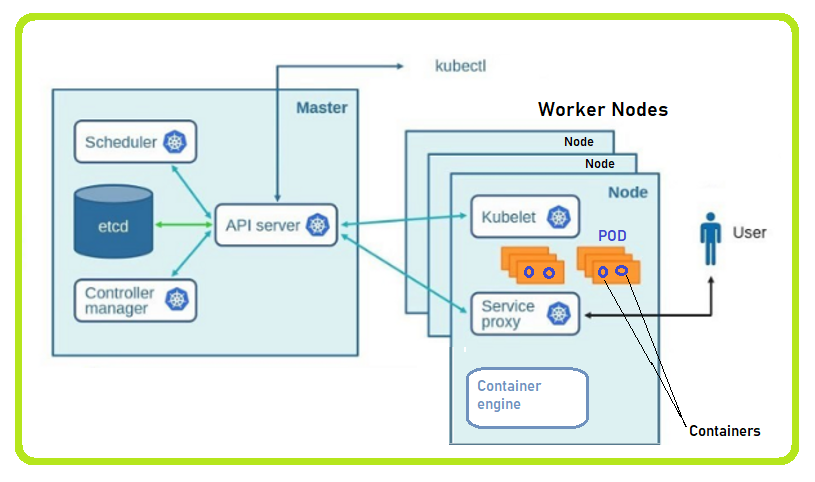 kubectl
Master
Worker Nodes
Scheduler
Node
Node
Node
etcd
API server
Kubelet
POD
User
Controller
manager
Service
proxy
Container
engine
Containers